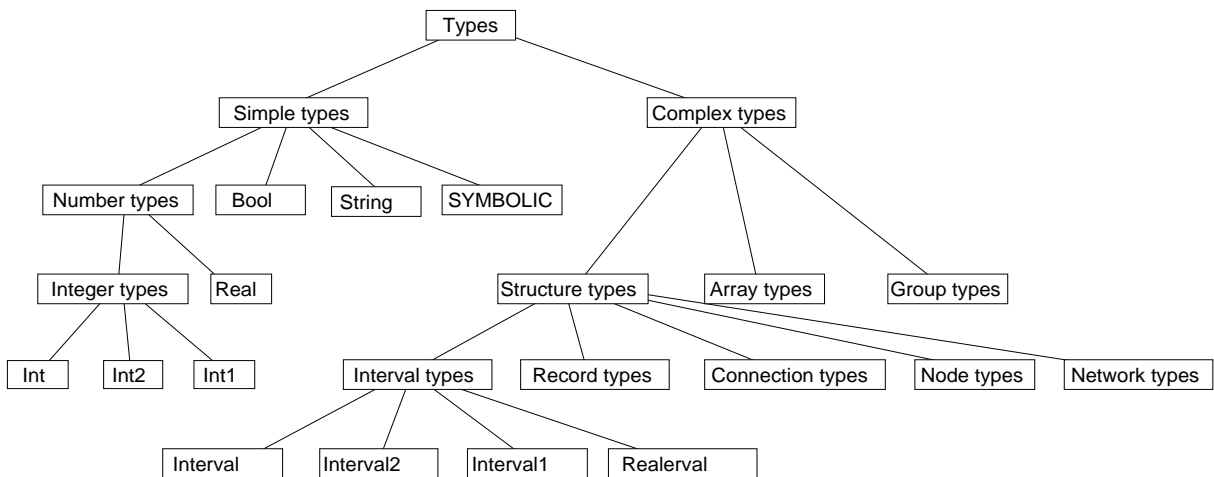 Types
Simple types
Complex types
Number types
Bool
String
SYMBOLIC
Integer types
Real
Structure types
Array types
Group types
Int
Int2
Int1
Interval types
Record types
Connection types
Node types
Network types
Interval
Interval2
Interval1
Realerval